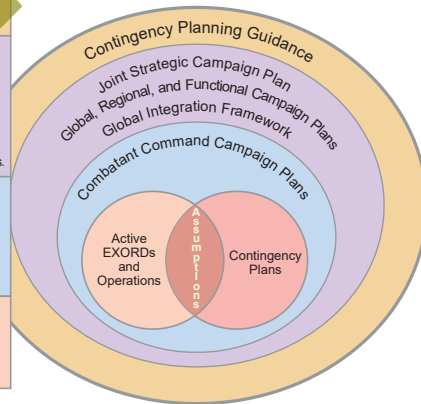 Contingency Planning Guidance
Joint Strategic Campaign Plan
Global, Regional, and Functional Campaign Plans
Global Integration Framework
s.
Combatant Command Campaign Plans
Active
EXORDs
and
Operations
Assumptions
Contingency
Plans